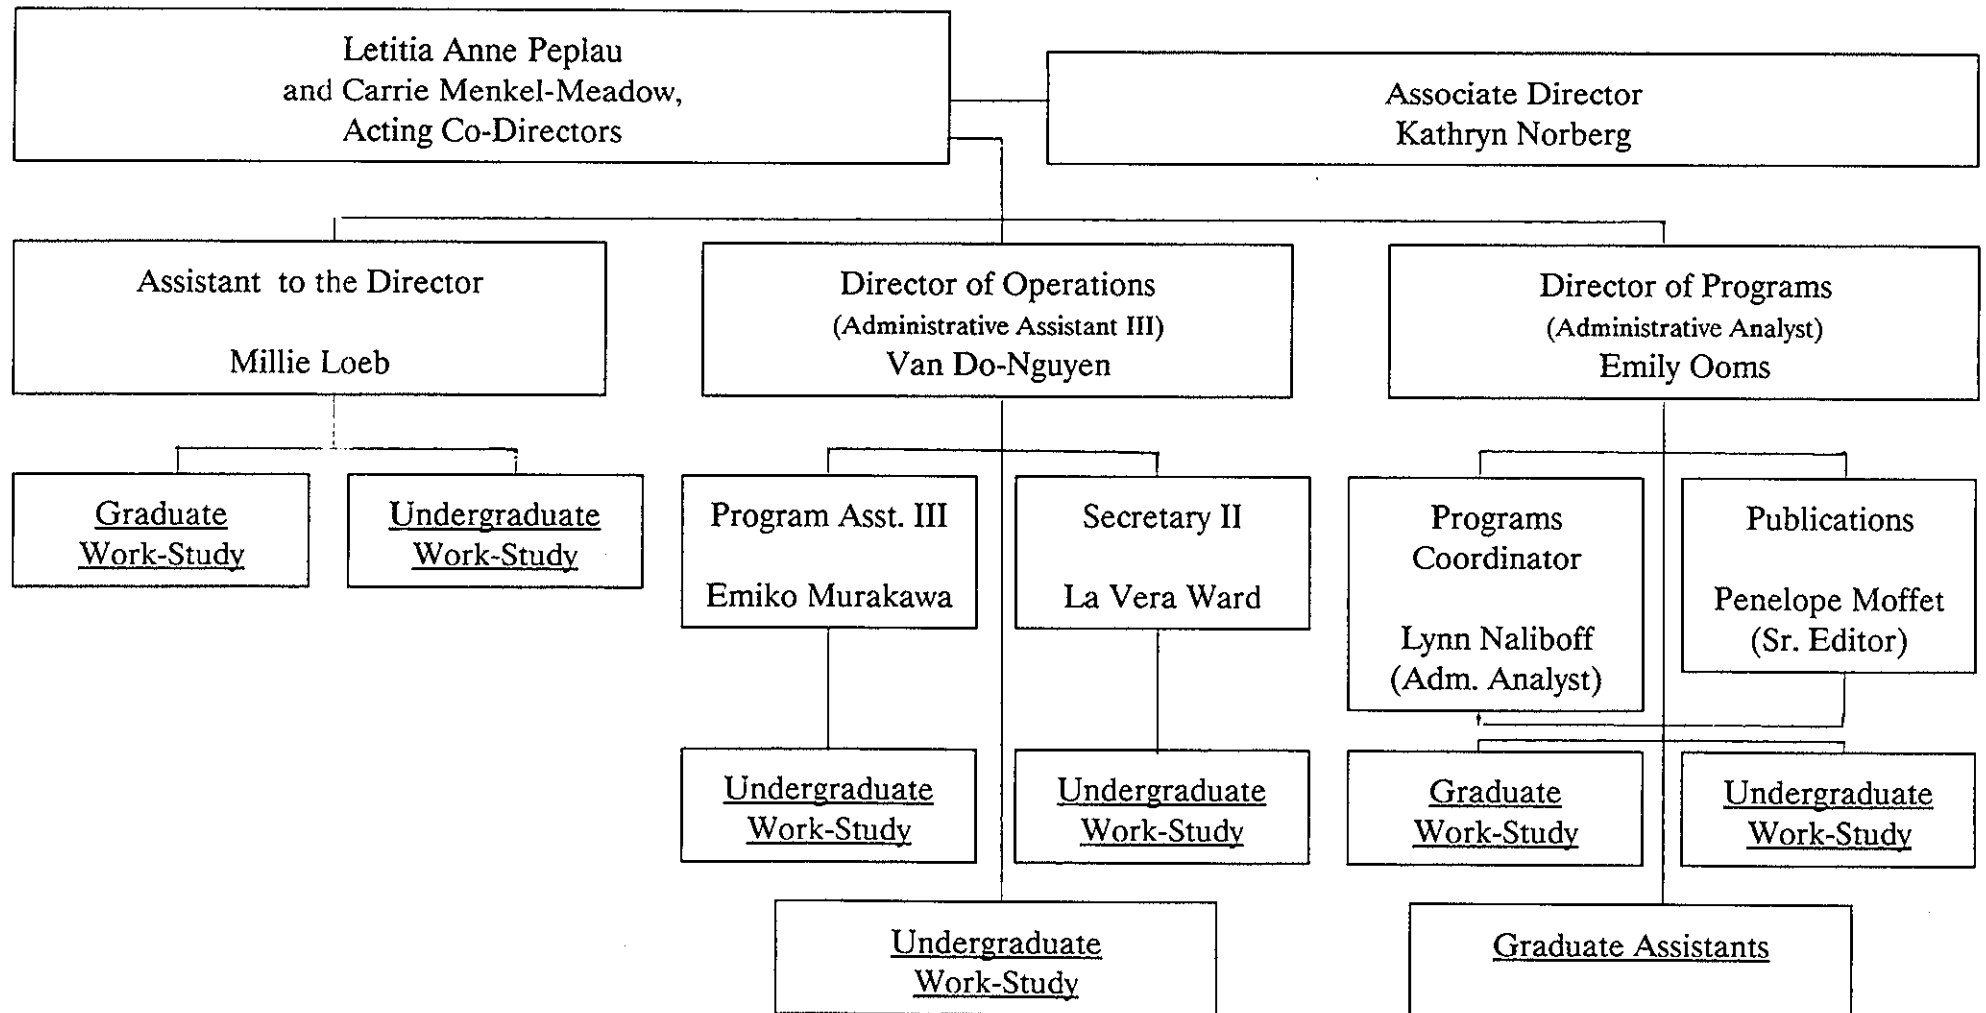 Letitia Anne Peplau
and Carrie Menkel-Meadow,
Acting Co-Directors
Associate Director
Kathryn Norberg
Assistant to the Director
Millie Loeb
Director of Operations
(Administrative Assistant III)
Van Do-Nguyen
Director of Programs
(Administrative Analyst)
Emily Ooms
Graduate
Work-Study
Undergraduate
Work-Study
Program Asst. III
Emiko Murakawa
Secretary II
La Vera Ward
Programs
Coordinator
Lynn Naliboff
(Adm. Analyst)
Publications
Penelope Moffet
(Sr. Editor)
Undergraduate
Work-Study
Undergraduate
Work-Study
Graduate
Work-Study
Undergraduate
Work-Study
Undergraduate
Work-Study
Graduate Assistants